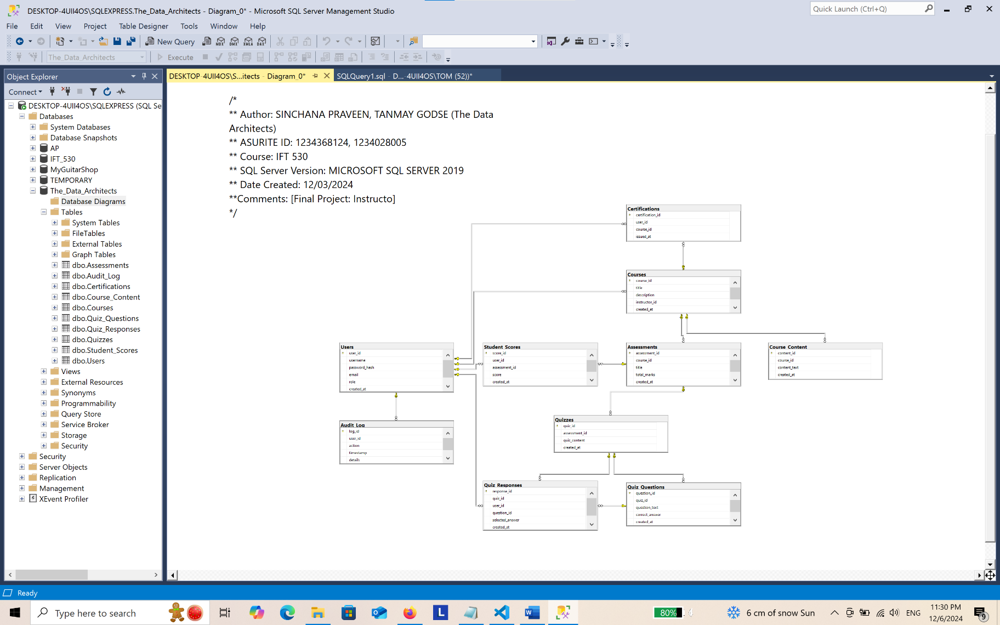 DESKTOP-4UII4OS\SQLEXPRESS.The_Data_Architects - Diagram_0* - Microsoft SQL Server Management Studio
Quick Launch (Ctrl+Q)
File Edit View Project Table Designer Tools Window Help
New Query MDX DMX XMLA DAX
The_Data_Architects Execute
Object Explorer
DESKTOP-4UII4OS\S...itects - Diagram_0* SQLQuery1.sql - D...-4UII4OS\TOM (52))*
Connect
DESKTOP-4UII4OS\SQLEXPRESS (SQL Se
Databases
System Databases
Database Snapshots
AP
IFT_530
MyGuitarShop
TEMPORARY
The_Data_Architects
Database Diagrams
Tables
System Tables
FileTables
External Tables
Graph Tables
dbo.Assessments
dbo.Audit_Log
dbo.Certifications
dbo.Course_Content
dbo.Courses
dbo.Quiz_Questions
dbo.Quiz_Responses
dbo.Quizzes
dbo.Student_Scores
dbo.Users
Views
External Resources
Synonyms
Programmability
Query Store
Service Broker
Storage
Security
Security
Server Objects
Replication
Management
XEvent Profiler
/*
** Author: SINCHANA PRAVEEN, TANMAY GODSE (The Data
Architects)
** ASURITE ID: 1234368124, 1234028005
** Course: IFT 530
** SQL Server Version: MICROSOFT SQL SERVER 2019
** Date Created: 12/03/2024
**Comments: [Final Project: Instructo]
*/
Certifications
certification_id
user_id
course_id
issued_at
Courses
course_id
title
description
instructor_id
created_at
Users
user_id
username
password_hash
email
role
created_at
Student_Scores
score_id
user_id
assessment_id
score
created_at
Assessments
assessment_id
course_id
title
total_marks
created_at
Course_Content
content_id
course_id
content_text
created_at
Audit_Log
log_id
user_id
action
timestamp
details
Quizzes
quiz_id
assessment_id
quiz_content
created_at
Quiz_Responses
response_id
quiz_id
user_id
question_id
selected_answer
created_at
Quiz_Questions
question_id
quiz_id
question_text
correct_answer
created_at
Ready
Type here to search
L
80%
6 cm of snow Sun
ENG
11:30 PM
12/6/2024
9